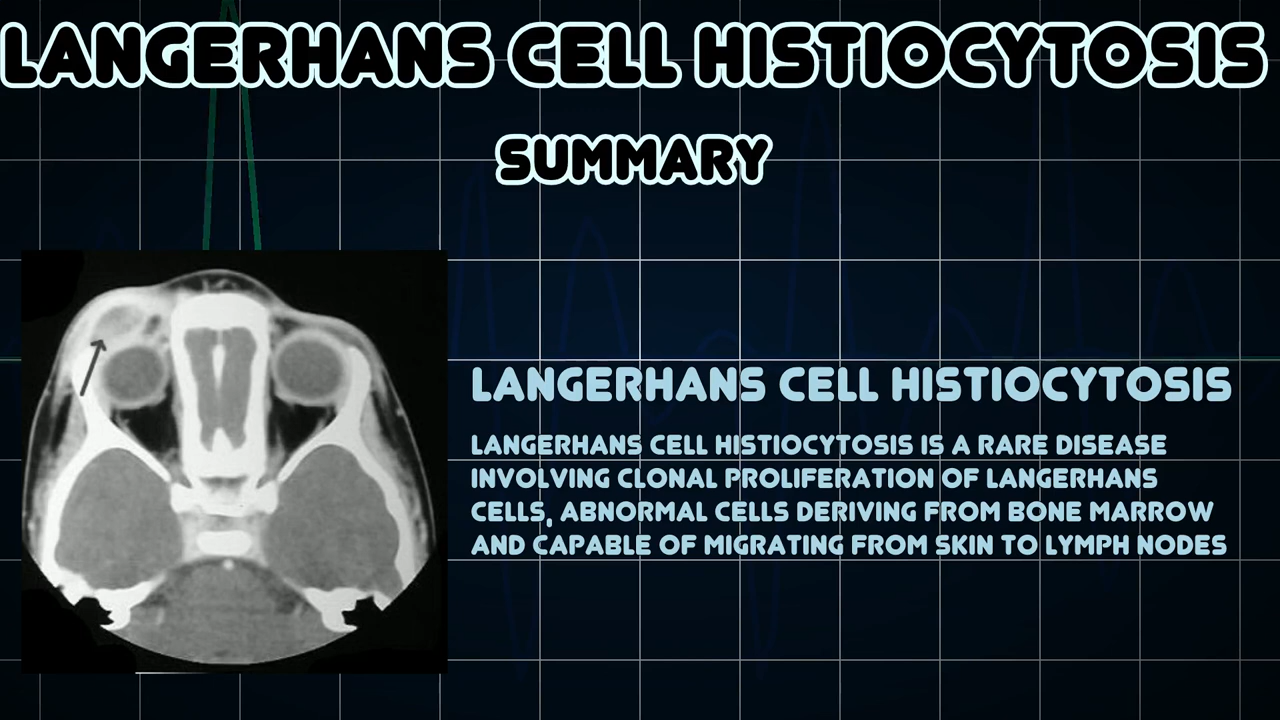 LANGERHANS CELL HISTIOCYTOSIS
SUMMARY
LANGERHANS CELL HISTIOCYTOSIS
LANGERHANS CELL HISTIOCYTOSIS IS A RARE DISEASE
INVOLVING CLONAL PROLIFERATION OF LANGERHANS
CELLS, ABNORMAL CELLS DERIVING FROM BONE MARROW
AND CAPABLE OF MIGRATING FROM SKIN TO LYMPH NODES